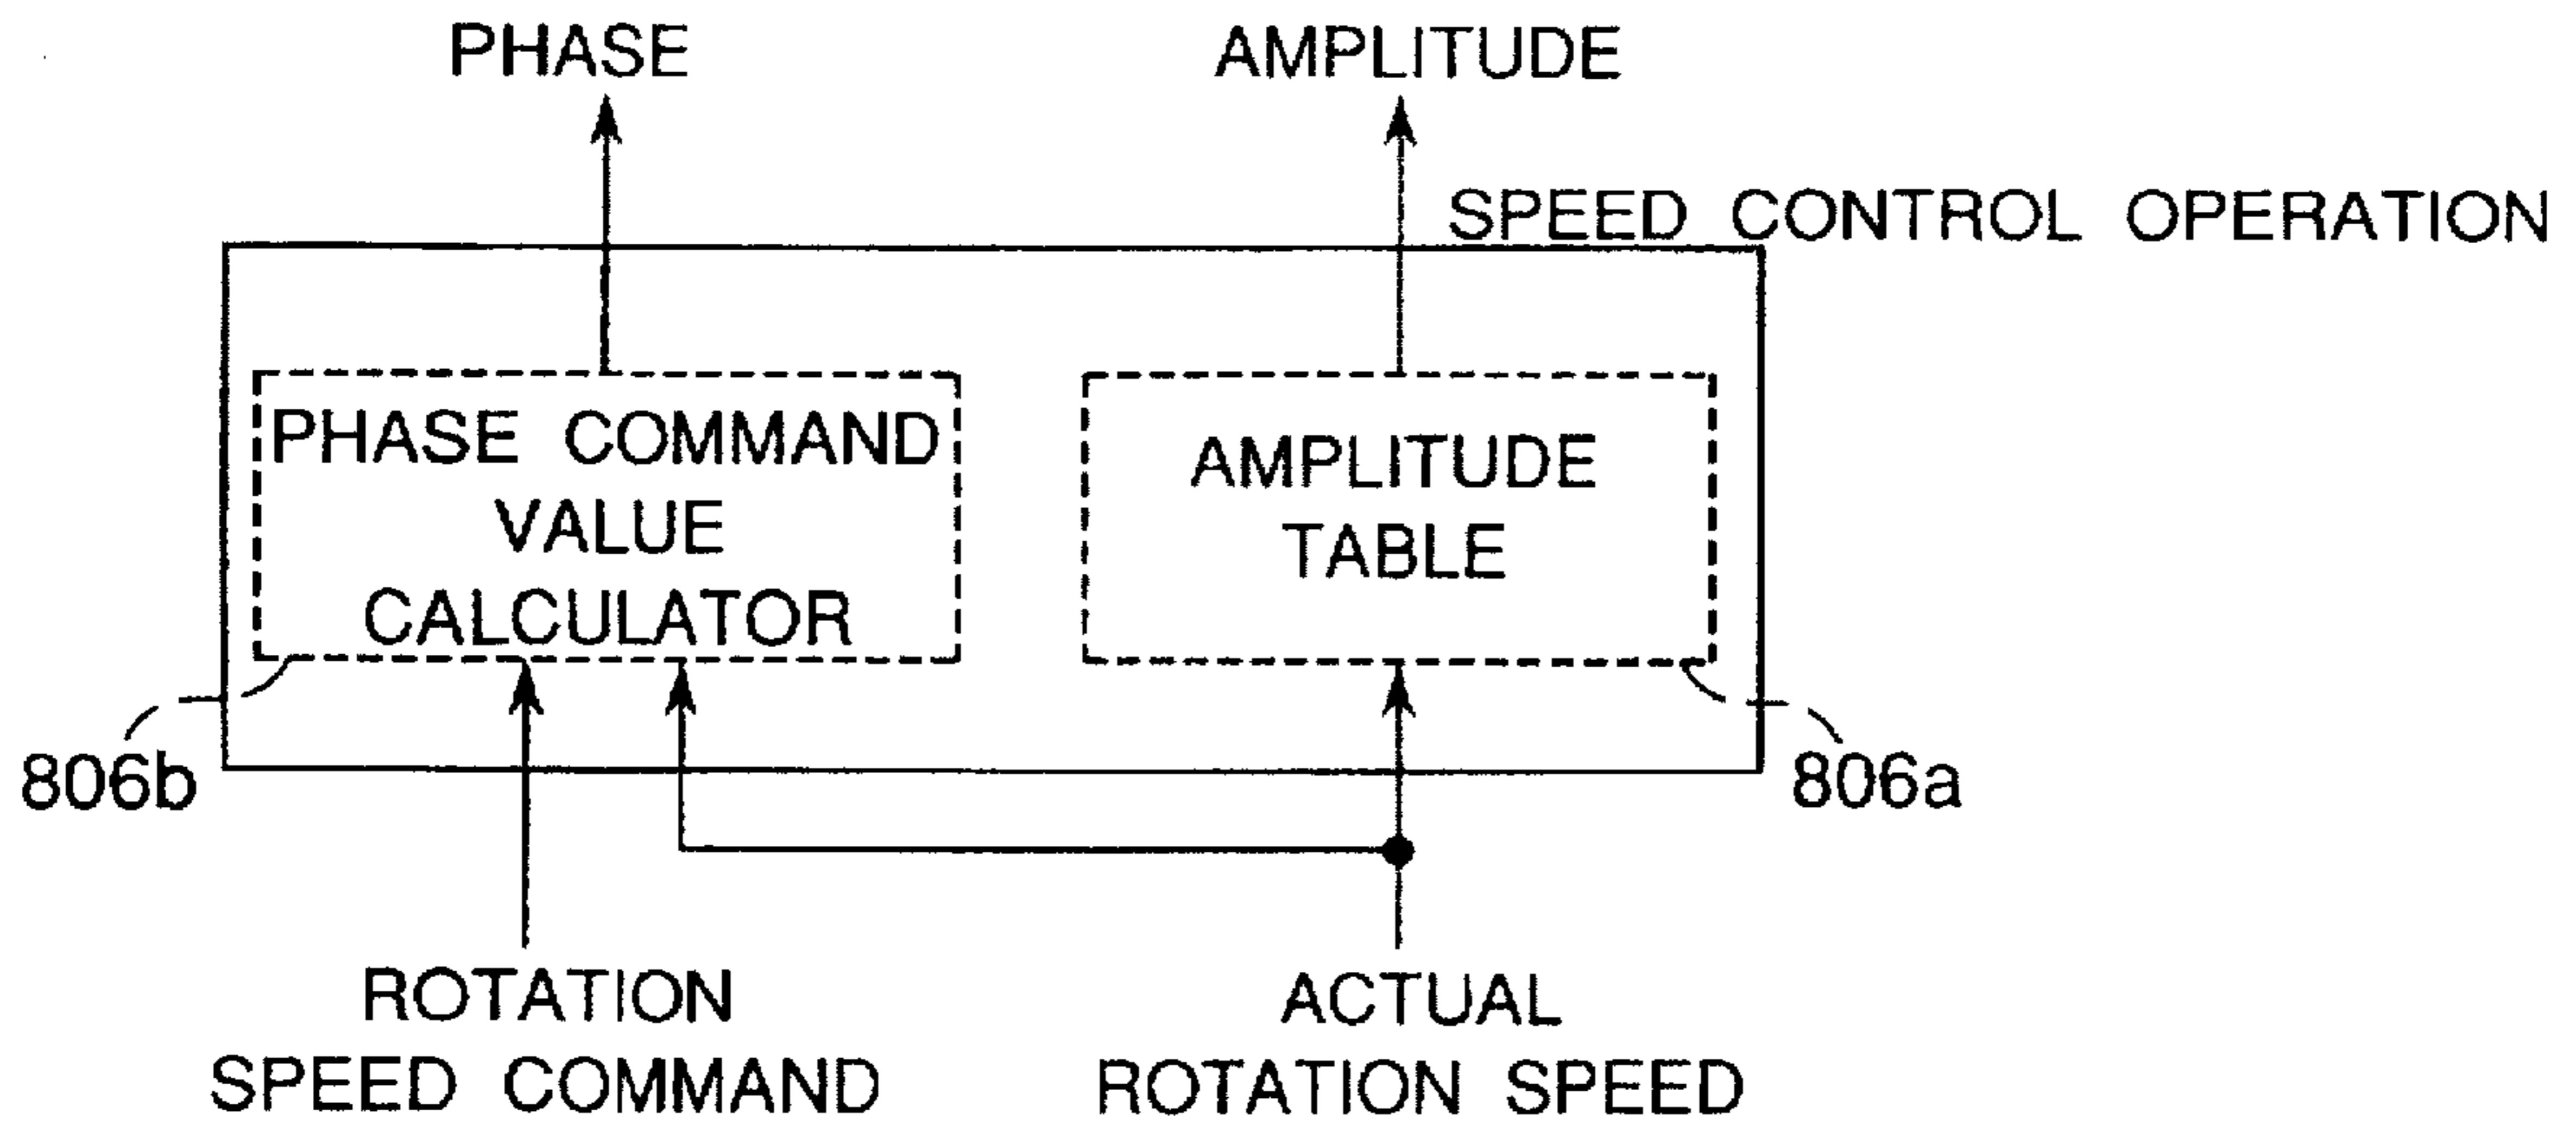 PHASE
AMPLITUDE
SPEED CONTROL OPERATION
PHASE COMMAND
VALUE
CALCULATOR
AMPLITUDE
TABLE
806b
806a
ROTATION
SPEED COMMAND
ACTUAL
ROTATION SPEED